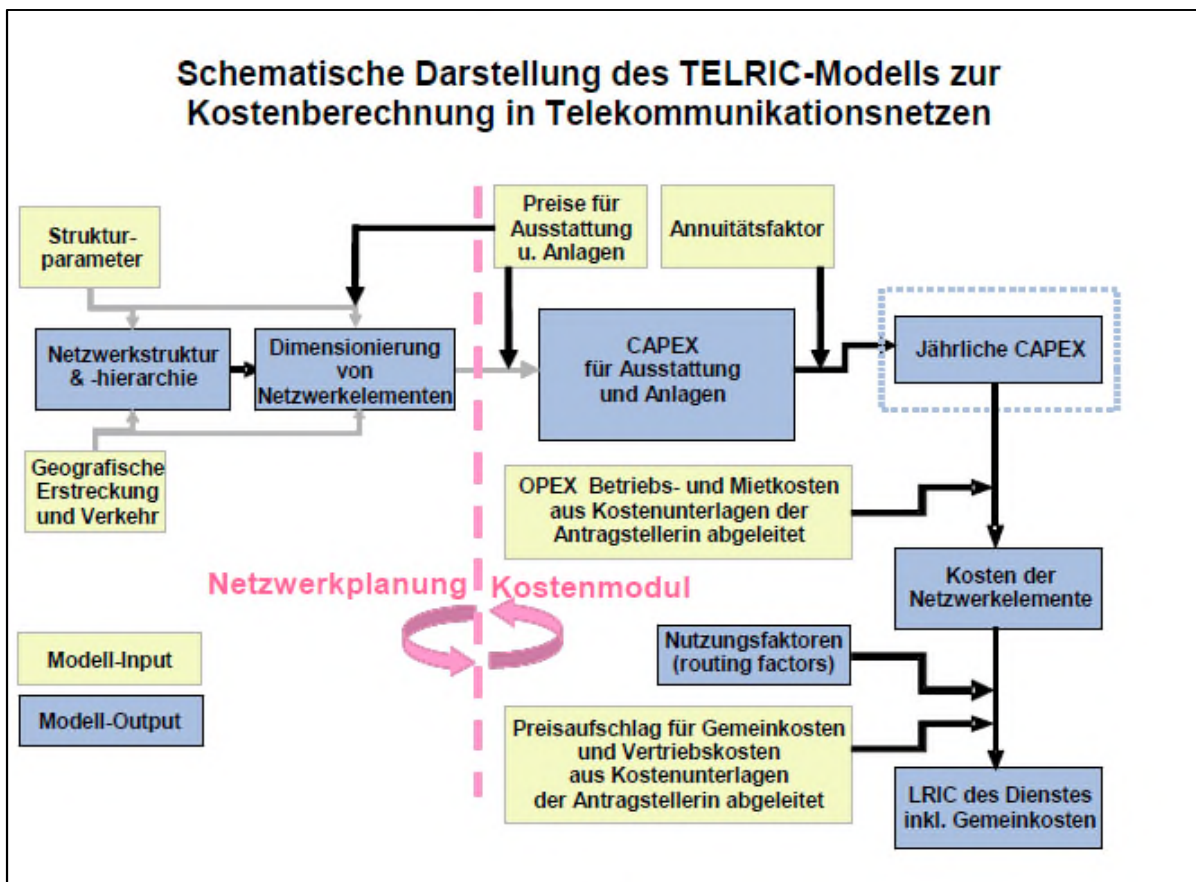 Schematische Darstellung des TELRIC-Modells zur
Kostenberechnung in Telekommunikationsnetzen
Struktur-
parameter
Preise für
Ausstattung
u. Anlagen
Annuitätsfaktor
Netzwerkstruktur
& -hierarchie
Dimensionierung
von
Netzwerkelementen
CAPEX
für Ausstattung
und Anlagen
Jährliche CAPEX
Geografische
Erstreckung
und Verkehr
OPEX Betriebs- und Mietkosten
aus Kostenunterlagen der
Antragstellerin abgeleitet
Netzwerkplanung
Kostenmodul
Kosten der
Netzwerkelemente
Nutzungsfaktoren
(routing factors)
Modell-Input
Modell-Output
Preisaufschlag für Gemeinkosten
und Vertriebskosten
aus Kostenunterlagen
der Antragstellerin abgeleitet
LRIC des Dienstes
inkl. Gemeinkosten